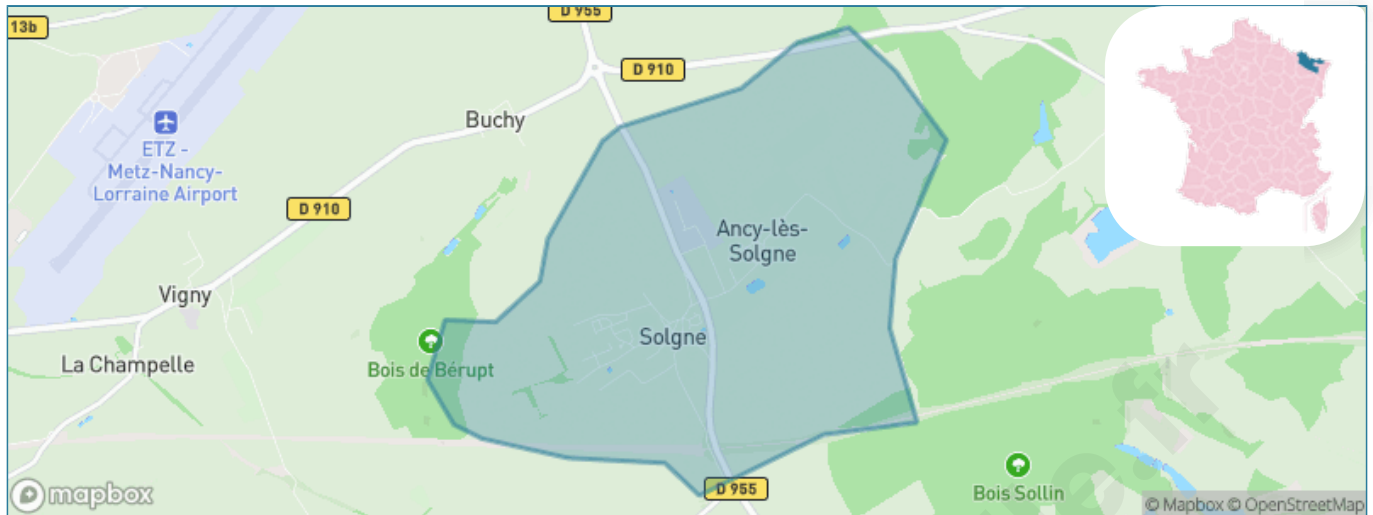 D 955
13b
D 910
Buchy
ETZ -
Metz-Nancy-
Lorraine Airport
D 910
Ancy-lès-
Solgne
Vigny
Solgne
La Champelle
Bois de Bérupt
D 955
Bois Sollin
mapbox
© Mapbox © OpenStreetMap